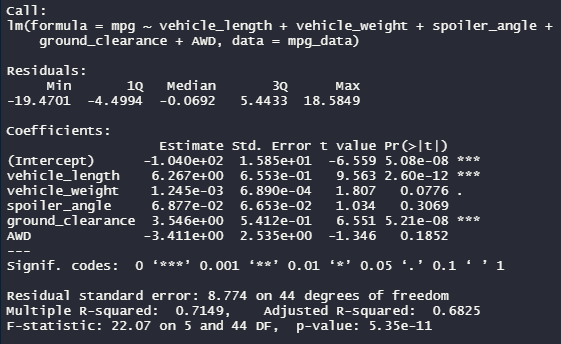 Call:
lm(formula = mpg ~ vehicle_length + vehicle_weight + spoiler_angle +
    ground_clearance + AWD, data = mpg_data)

Residuals:
     Min       1Q   Median       3Q      Max
-19.4701  -4.4994  -0.0692   5.4433  18.5849

Coefficients:
                   Estimate Std. Error t value Pr(>|t|)
(Intercept)      -1.040e+02  1.585e+01  -6.559 5.08e-08 ***
vehicle_length    6.267e+00  6.553e-01   9.563 2.60e-12 ***
vehicle_weight    1.245e-03  6.890e-04   1.807   0.0776 .
spoiler_angle     6.877e-02  6.653e-02   1.034   0.3069
ground_clearance  3.546e+00  5.412e-01   6.551 5.21e-08 ***
AWD              -3.411e+00  2.535e+00  -1.346   0.1852
---
Signif. codes:  0 ‘***’ 0.001 ‘**’ 0.01 ‘*’ 0.05 ‘.’ 0.1 ‘ ’ 1

Residual standard error: 8.774 on 44 degrees of freedom
Multiple R-squared:  0.7149,    Adjusted R-squared:  0.6825
F-statistic: 22.07 on 5 and 44 DF,  p-value: 5.35e-11